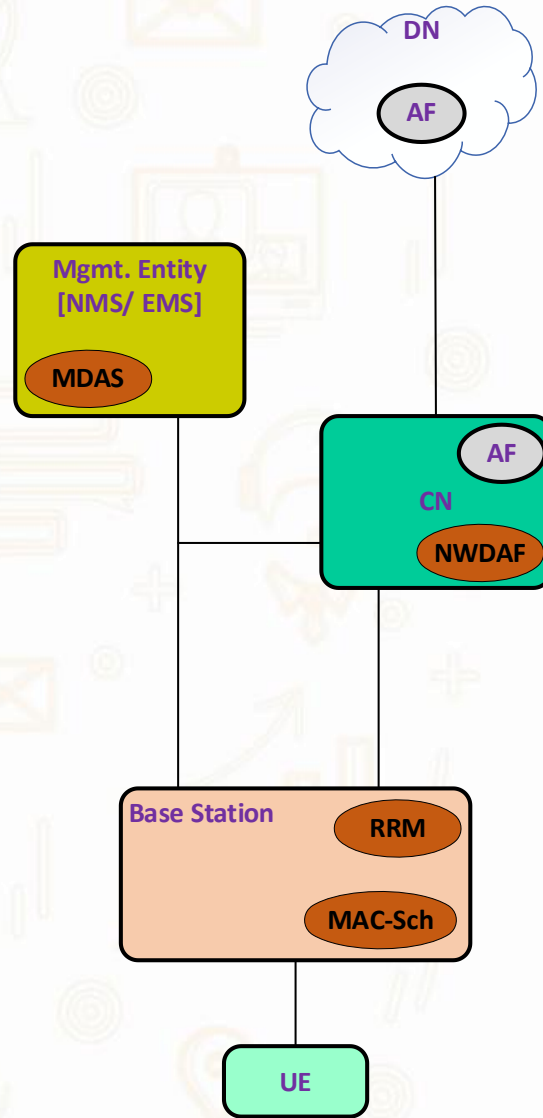 DN
AF
Mgmt. Entity
[NMS/ EMS]
MDAS
AF
CN
NWDAF
Base Station
RRM
MAC-Sch
UE